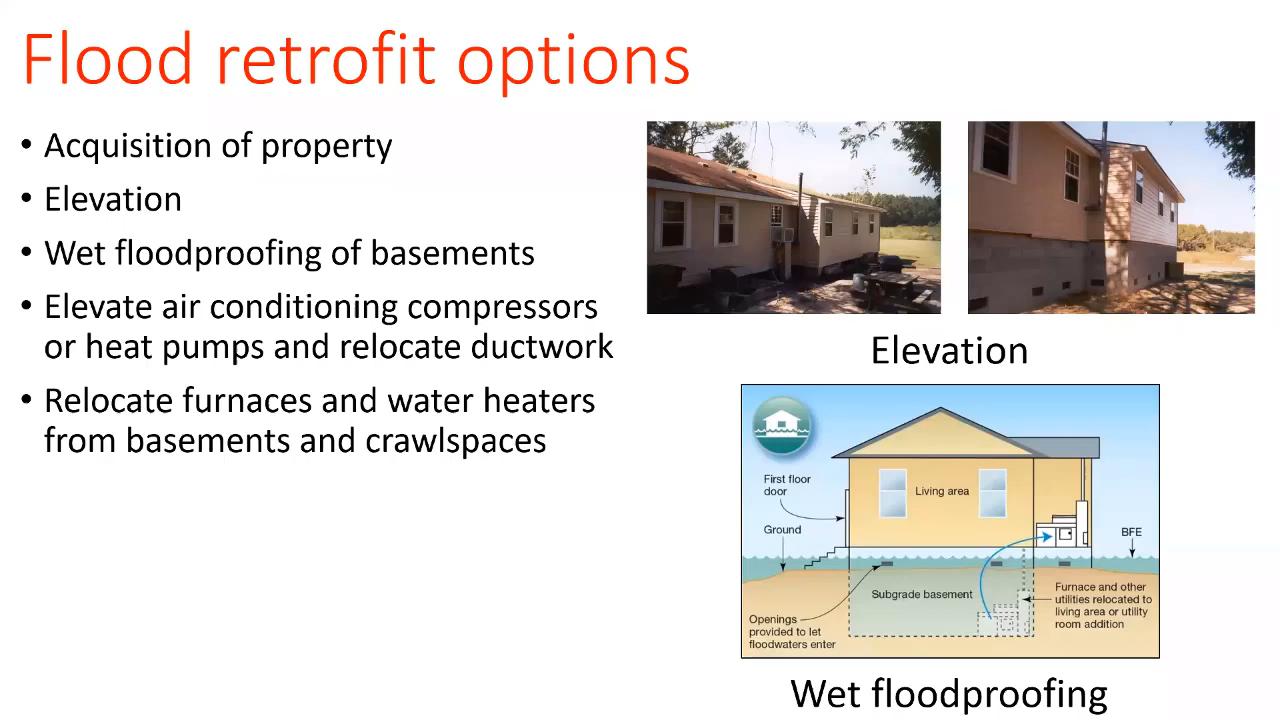 Flood retrofit options
• Acquisition of property
• Elevation
• Wet floodproofing of basements
• Elevate air conditioning compressors
or heat pumps and relocate ductwork
• Relocate furnaces and water heaters
from basements and crawlspaces
Elevation
First floor
door
Living area
Ground
BFE
Subgrade basement
Furnace and other
utilities relocated to
living area or utility
room addition
Openings
provided to let
floodwaters enter
Wet floodproofing